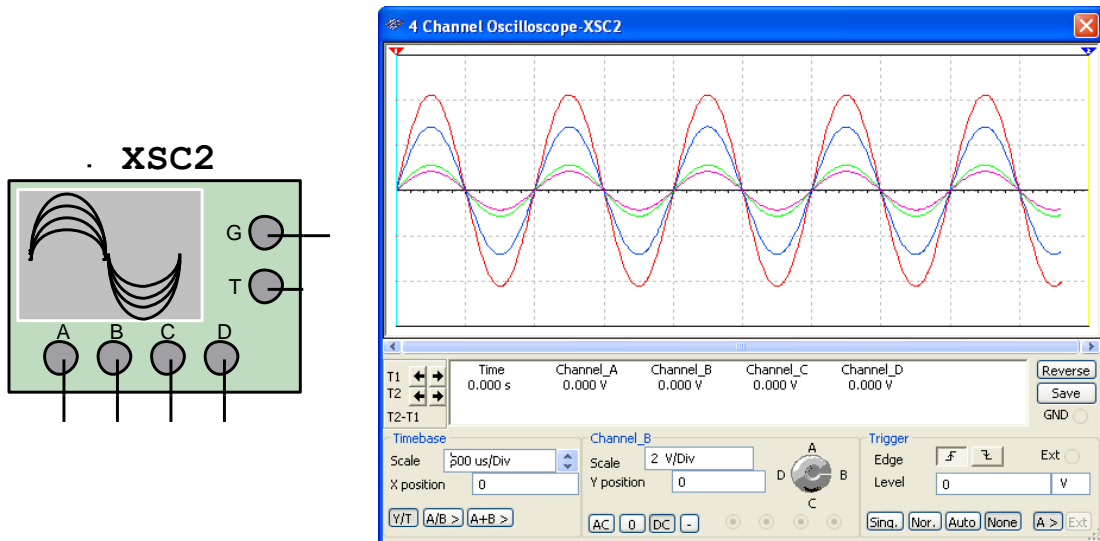 XSC2
G
T
A B C D
4 Channel Oscilloscope-XSC2
Time Channel_A Channel_B Channel_C Channel_D
T1 0.000 s 0.000 V 0.000 V 0.000 V 0.000 V
T2
T2-T1
Reverse
Save
GND
Timebase
Scale 500 us/Div
X position 0
Y/T A/B > A+B >
Channel_B
Scale 2 V/Div
Y position 0
AC 0 DC -
A
D B
C
Trigger
Edge Ext
Level 0 V
Sing. Nor. Auto None A > Ext